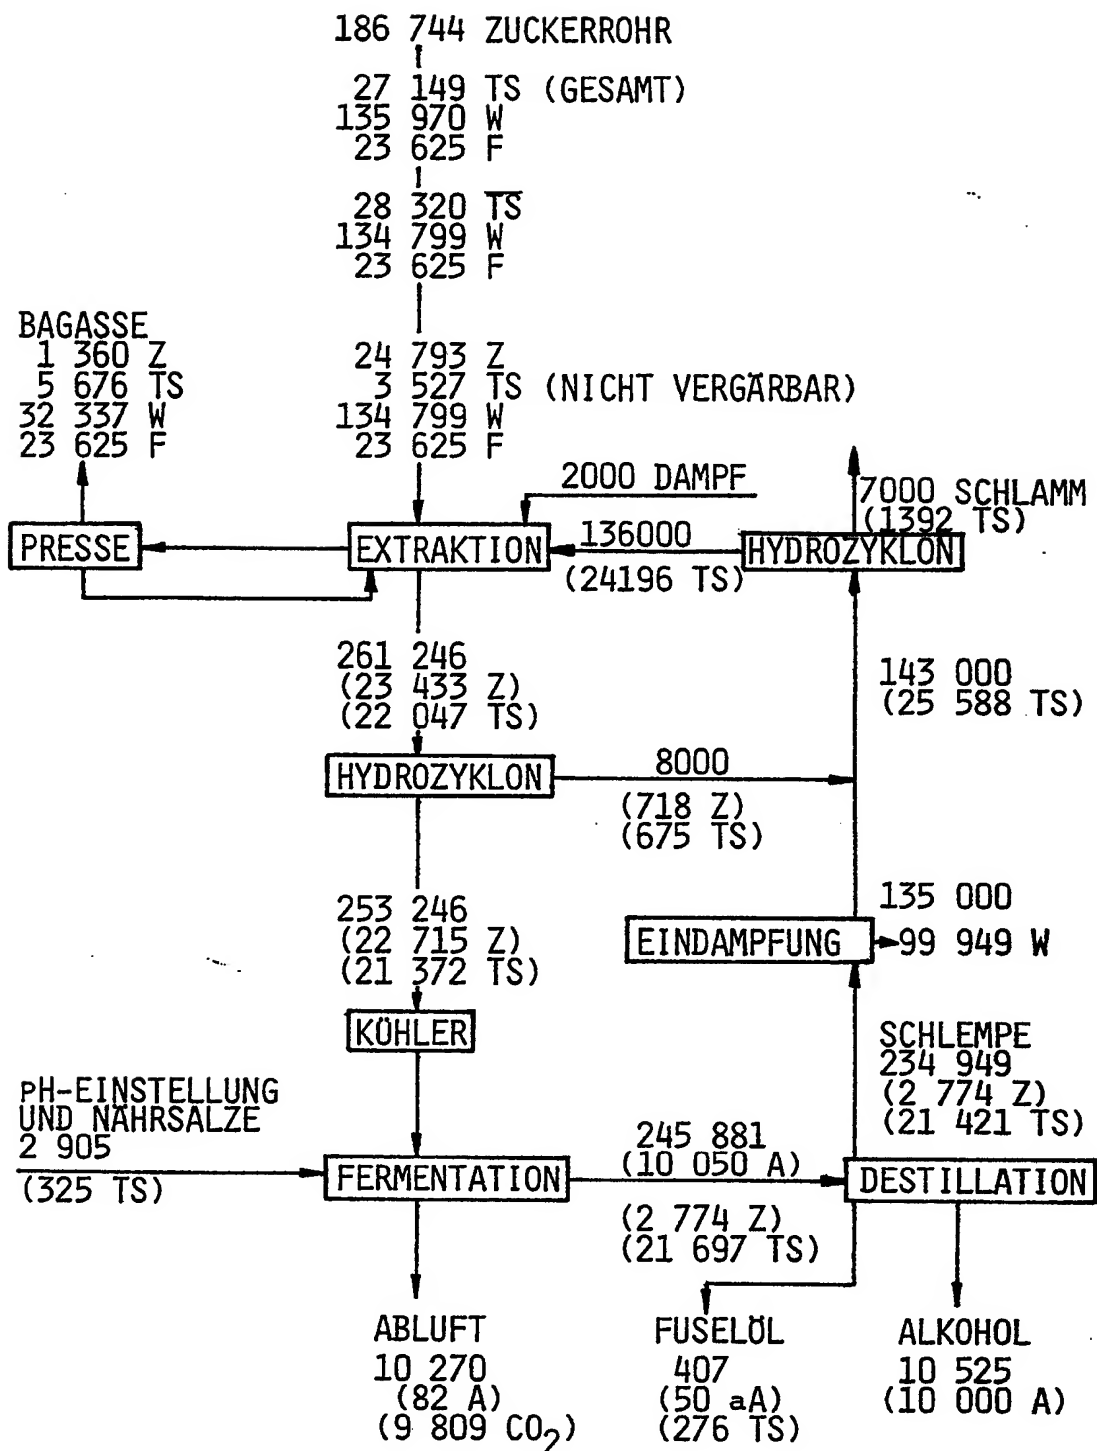 186 744 ZUCKERROHR
27 149 TS (GESAMT)
135 970 W
23 625 F
28 320 T̅S̅
134 799 W
23 625 F
BAGASSE
1 360 Z
5 676 TS
32 337 W
23 625 F
24 793 Z
3 527 TS (NICHT VERGÄRBAR)
134 799 W
23 625 F
2000 DAMPF
7000 SCHLAMM
(1392 TS)
PRESSE
EXTRAKTION
136000
(24196 TS)
HYDROZYKLON
261 246
(23 433 Z)
(22 047 TS)
143 000
(25 588 TS)
HYDROZYKLON
8000
(718 Z)
(675 TS)
253 246
(22 715 Z)
(21 372 TS)
135 000
EINDAMPFUNG
99 949 W
KÜHLER
SCHLEMPE
234 949
(2 774 Z)
(21 421 TS)
pH-EINSTELLUNG
UND NÄHRSALZE
2 905
(325 TS)
FERMENTATION
245 881
(10 050 A)
(2 774 Z)
(21 697 TS)
DESTILLATION
ABLUFT
10 270
(82 A)
(9 809 CO2)
FUSELÖL
407
(50 aA)
(276 TS)
ALKOHOL
10 525
(10 000 A)